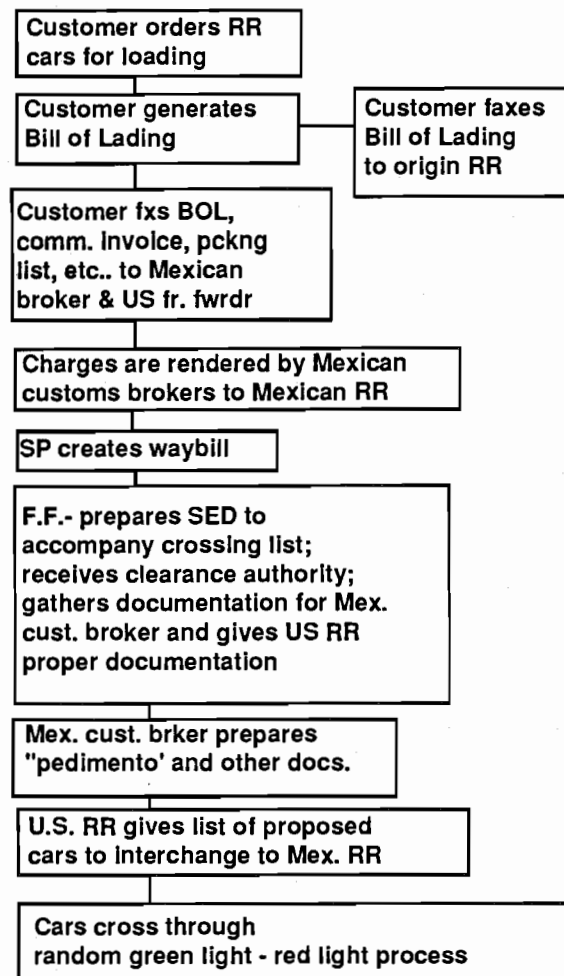 Customer orders RR
cars for loading
Customer generates
Bill of Lading
Customer faxes
Bill of Lading
to origin RR
Customer fxs BOL,
comm. Invoice, pckng
list, etc.. to Mexican
broker & US fr. fwrdr
Charges are rendered by Mexican
customs brokers to Mexican RR
SP creates waybill
F.F.- prepares SED to
accompany crossing list;
receives clearance authority;
gathers documentation for Mex.
cust. broker and gives US RR
proper documentation
Mex. cust. brker prepares
"pedimento' and other docs.
U.S. RR gives list of proposed
cars to interchange to Mex. RR
Cars cross through
random green light - red light process